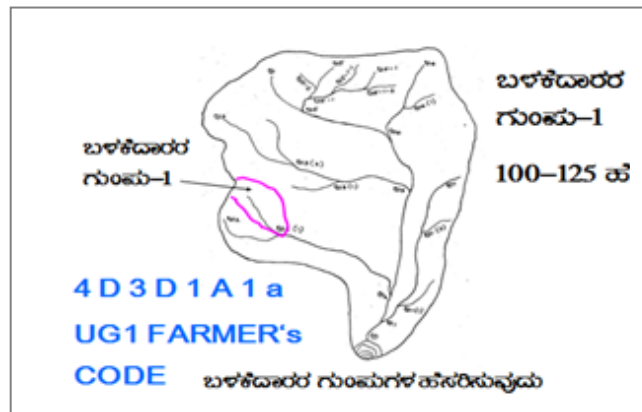 ಬಳಕೆದಾರರ
ಗುಂಪು-1
100-125 ಹೆ
ಬಳಕೆದಾರರ
ಗುಂಪು-1
4 D 3 D 1 A 1 a
UG1 FARMER's
CODE
ಬಳಕೆದಾರರ ಗುಂಪುಗಳ ಹೆಸರಿಸುವುದು